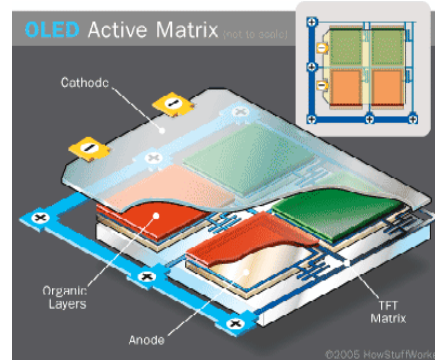 OLED Active Matrix (not to scale)
Cathode
Organic
Layers
Anode
TFT
Matrix
©2005 HowStuffWorks